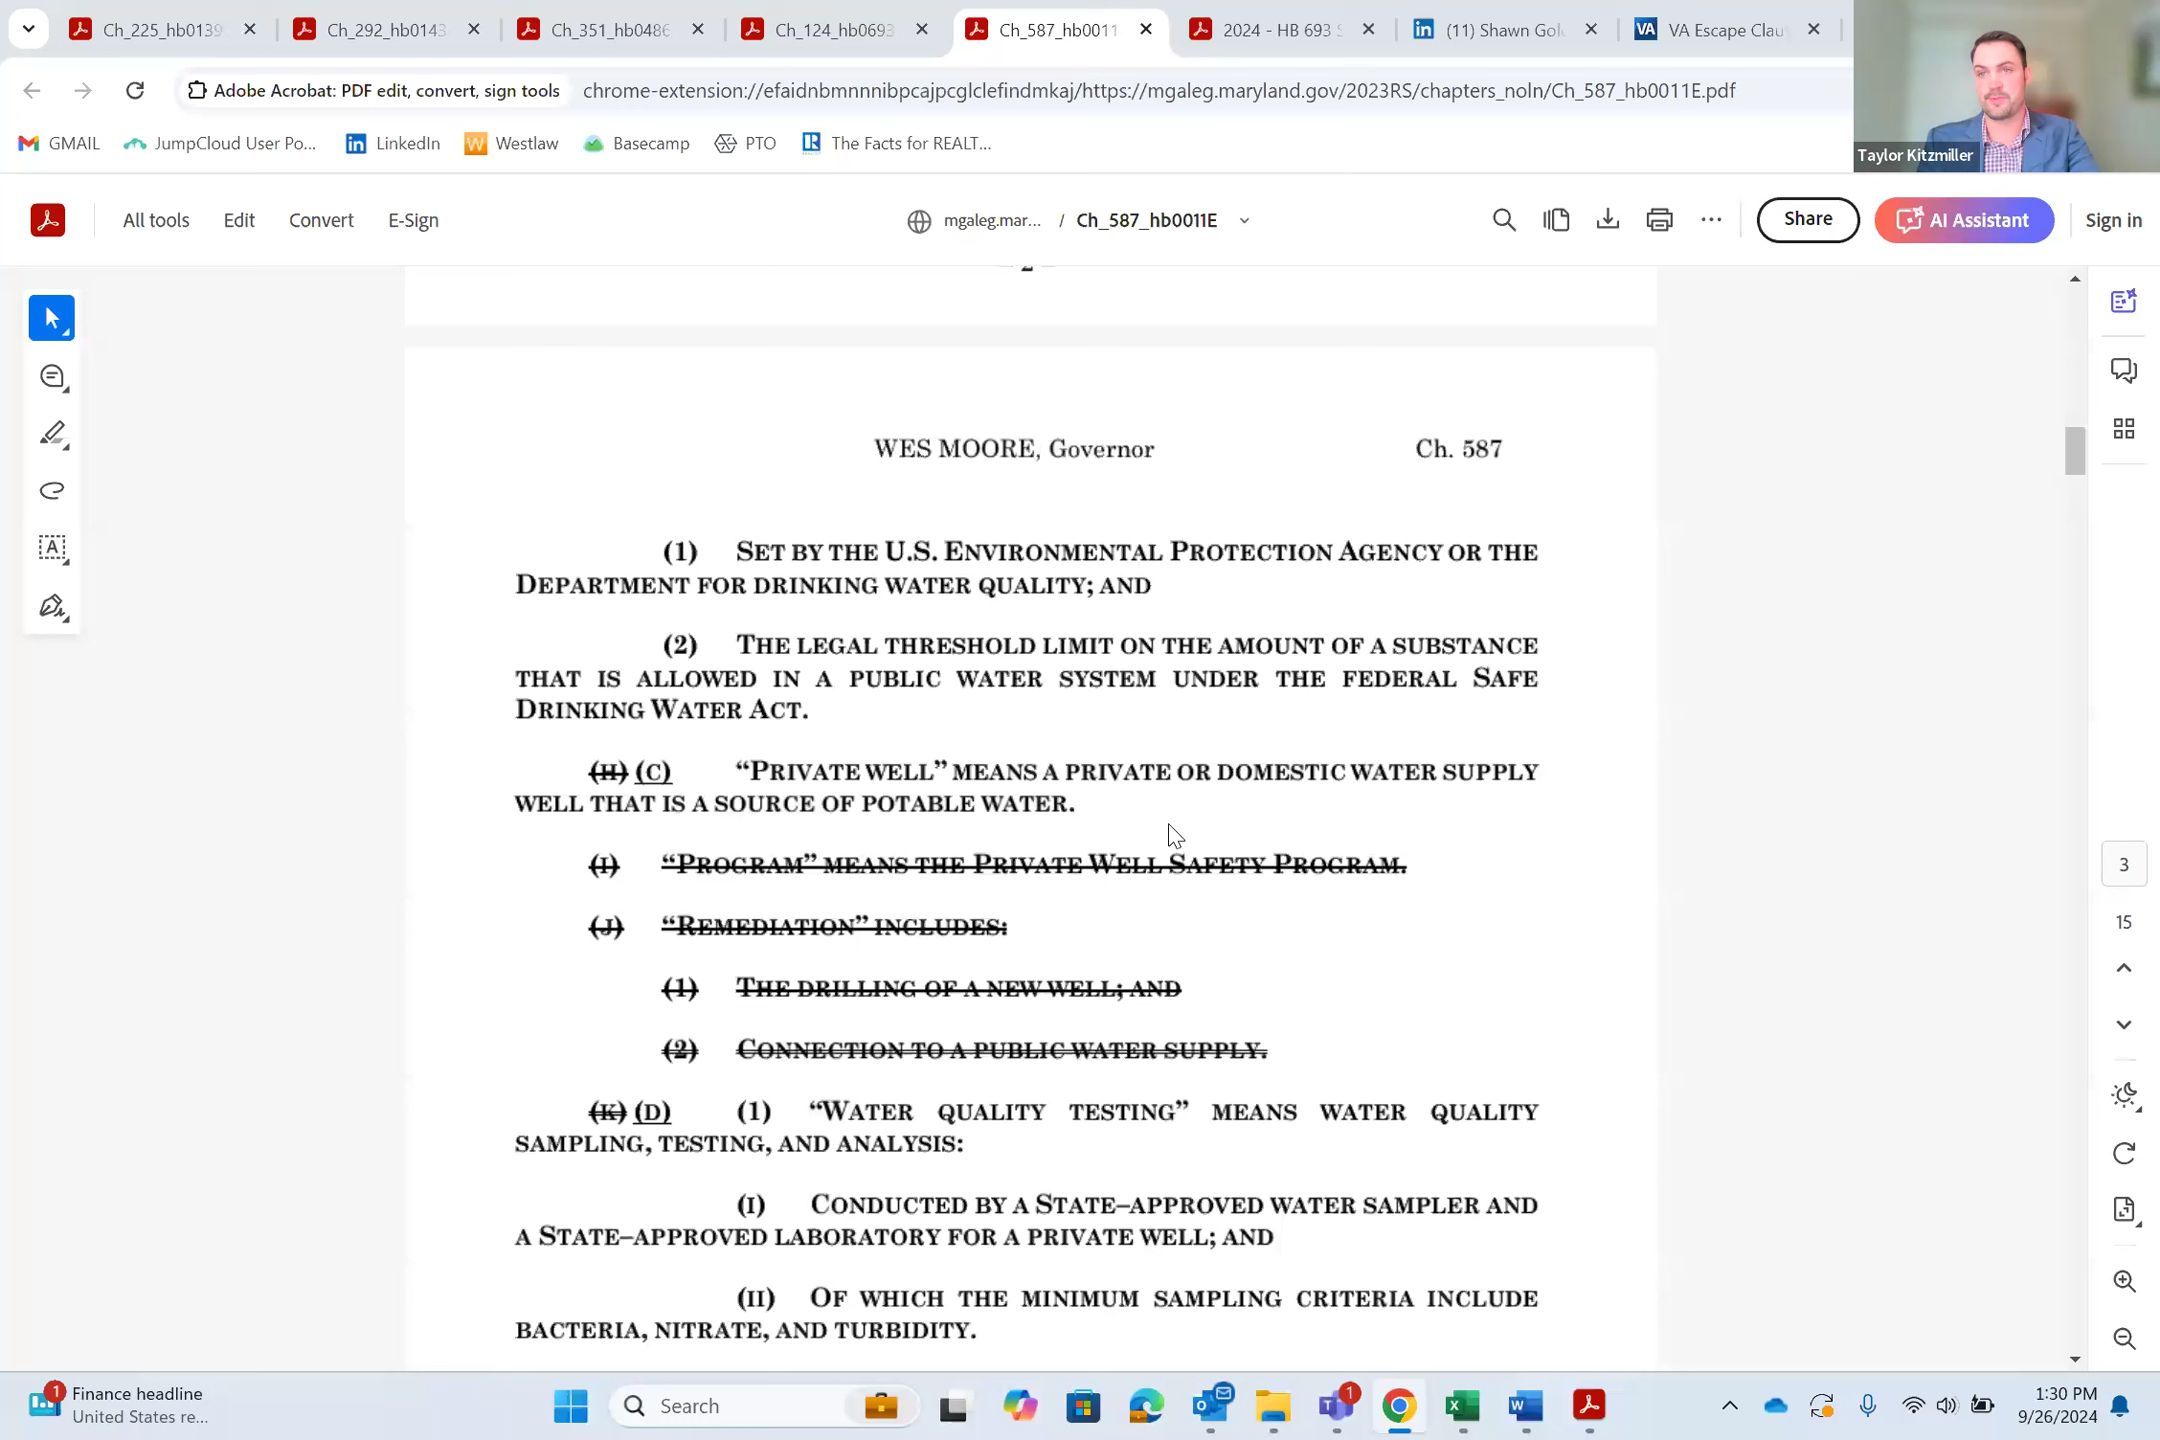 Ch_225_hb0139
Ch_292_hb0143
Ch_351_hb0486
Ch_124_hb0693
Ch_587_hb0011
2024 - HB 693 S
(11) Shawn Gol
VA Escape Clau
Adobe Acrobat: PDF edit, convert, sign tools
chrome-extension://efaidnbmnnnibpcajpcglclefindmkaj/https://mgaleg.maryland.gov/2023RS/chapters_noln/Ch_587_hb0011E.pdf
GMAIL
JumpCloud User Po...
LinkedIn
Westlaw
Basecamp
PTO
The Facts for REALT...
Taylor Kitzmiller
All tools
Edit
Convert
E-Sign
mgaleg.mar... / Ch_587_hb0011E
Share
AI Assistant
Sign in
– 2 –
WES MOORE, Governor Ch. 587
(1) SET BY THE U.S. ENVIRONMENTAL PROTECTION AGENCY OR THE
DEPARTMENT FOR DRINKING WATER QUALITY; AND
(2) THE LEGAL THRESHOLD LIMIT ON THE AMOUNT OF A SUBSTANCE
THAT IS ALLOWED IN A PUBLIC WATER SYSTEM UNDER THE FEDERAL SAFE
DRINKING WATER ACT.
(H) (C) “PRIVATE WELL” MEANS A PRIVATE OR DOMESTIC WATER SUPPLY
WELL THAT IS A SOURCE OF POTABLE WATER.
(I) “PROGRAM” MEANS THE PRIVATE WELL SAFETY PROGRAM.
(J) “REMEDIATION” INCLUDES:
(1) THE DRILLING OF A NEW WELL; AND
(2) CONNECTION TO A PUBLIC WATER SUPPLY.
(K) (D) (1) “WATER QUALITY TESTING” MEANS WATER QUALITY
SAMPLING, TESTING, AND ANALYSIS:
(I) CONDUCTED BY A STATE–APPROVED WATER SAMPLER AND
A STATE–APPROVED LABORATORY FOR A PRIVATE WELL; AND
(II) OF WHICH THE MINIMUM SAMPLING CRITERIA INCLUDE
BACTERIA, NITRATE, AND TURBIDITY.
3
15
1
Finance headline
United States re...
Search
1
1:30 PM
9/26/2024